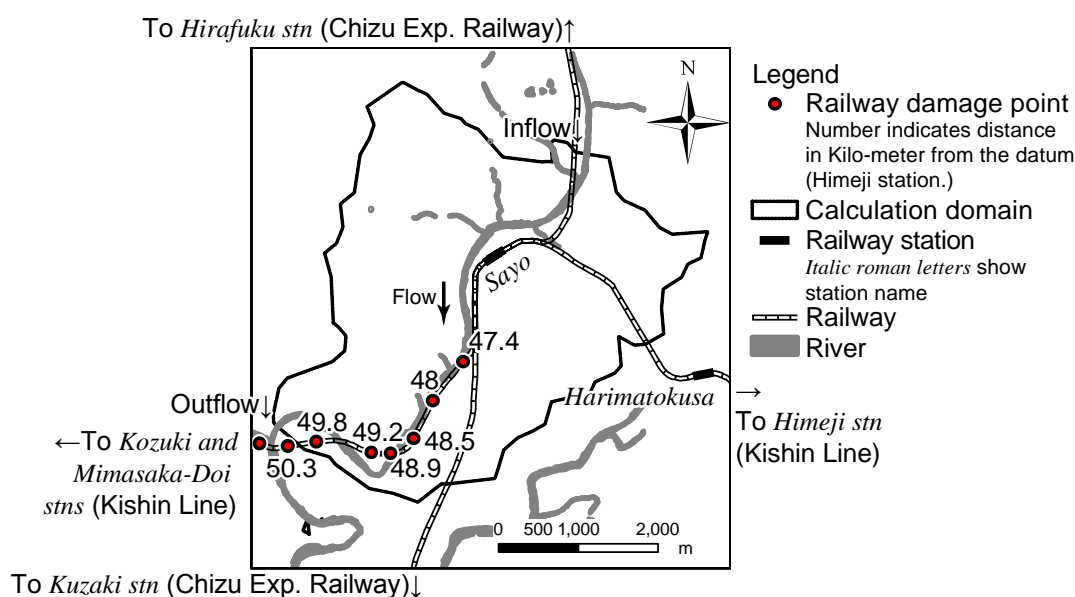 To Hirafuku stn (Chizu Exp. Railway)↑
N
Inflow↓
Sayo
Flow
47.4
48
Harimatokusa
Outflow↓
49.8
49.2
48.5
←To Kozuki and
Mimasaka-Doi
stns (Kishin Line)
50.3
48.9
→
To Himeji stn
(Kishin Line)
0 500 1,000 2,000
m
To Kuzaki stn (Chizu Exp. Railway)↓
Legend
Railway damage point
Number indicates distance
in Kilo-meter from the datum
(Himeji station.)
Calculation domain
Railway station
Italic roman letters show
station name
Railway
River